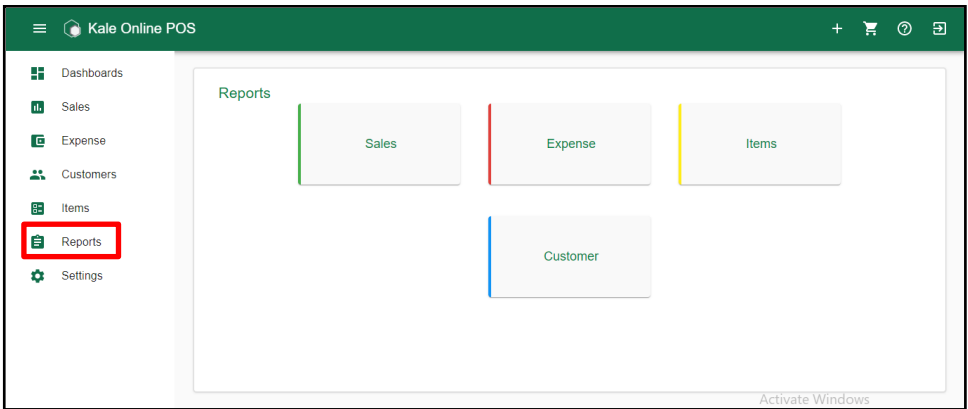 Kale Online POS
Dashboards
Sales
Expense
Customers
Items
Reports
Settings
Reports
Sales
Expense
Items
Customer
Activate Windows